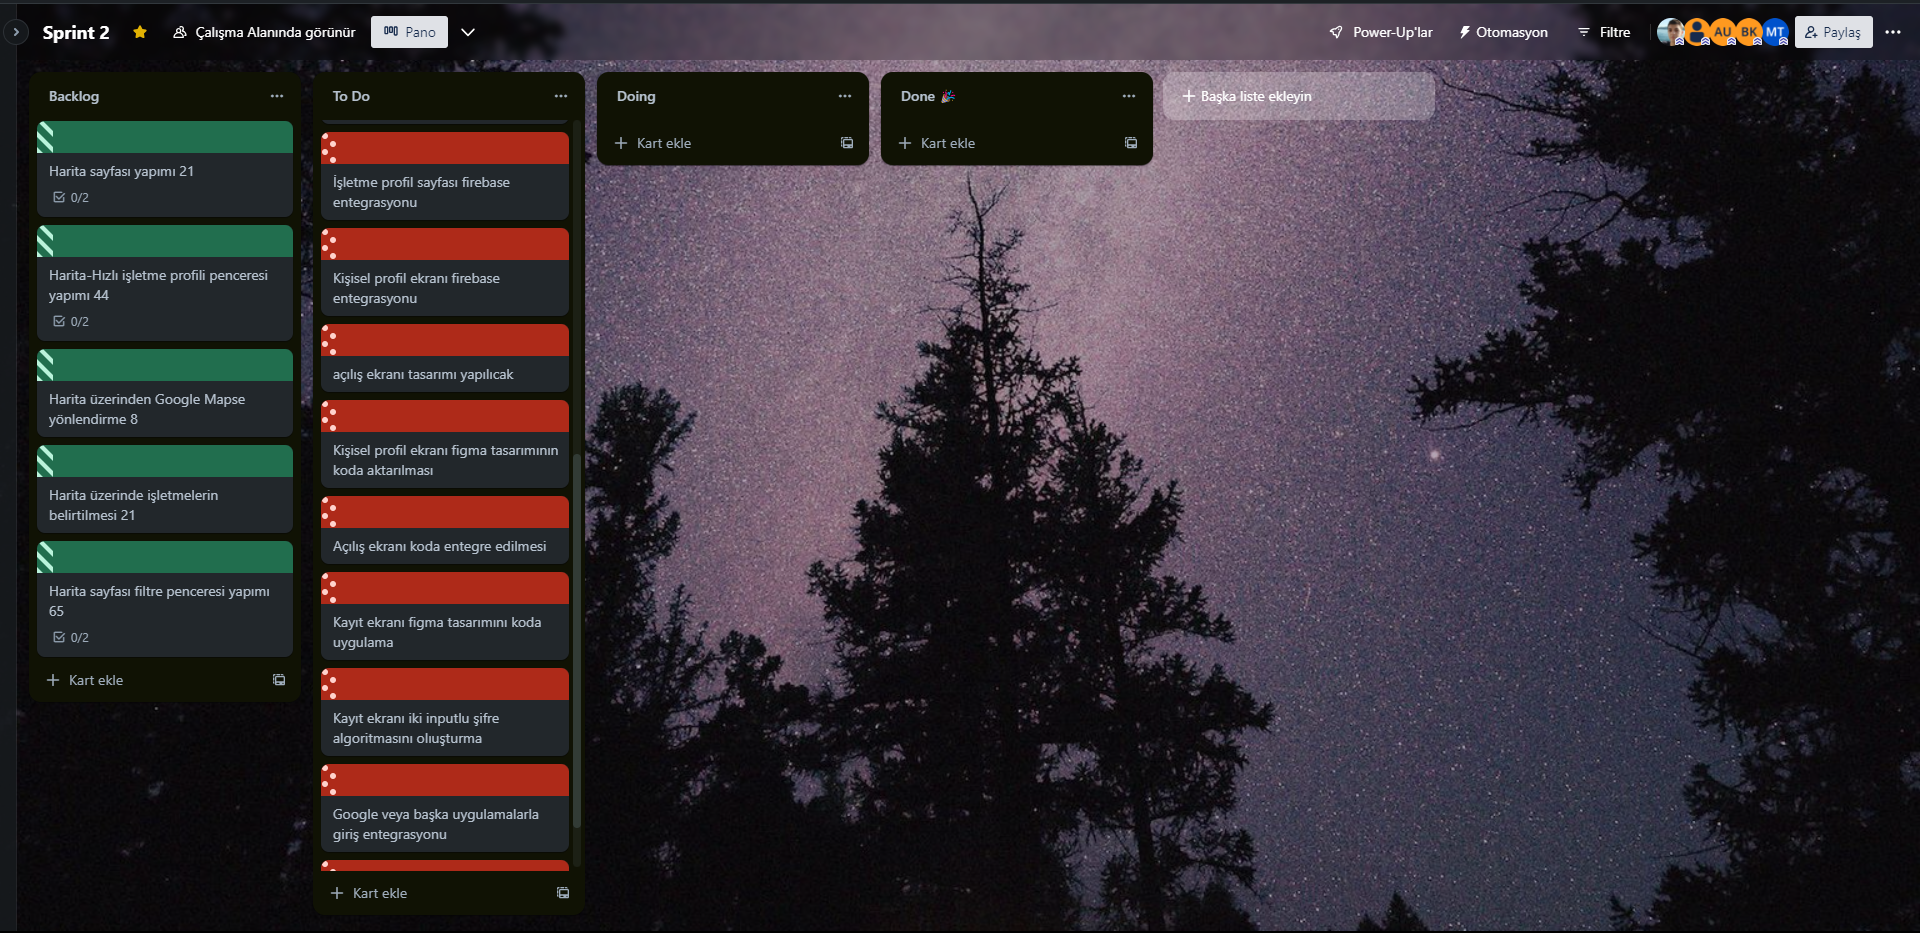 Sprint 2
Çalışma Alanında görünür
Pano
Power-Up'lar
Otomasyon
Filtre
AU
BK
MT
Paylaş
Backlog
Harita sayfası yapımı 21
0/2
Harita-Hızlı işletme profili penceresi
yapımı 44
0/2
Harita üzerinden Google Mapse
yönlendirme 8
Harita üzerinde işletmelerin
belirtilmesi 21
Harita sayfası filtre penceresi yapımı
65
0/2
Kart ekle
To Do
İşletme profil sayfası firebase
entegrasyonu
Kişisel profil ekranı firebase
entegrasyonu
açılış ekranı tasarımı yapılıcak
Kişisel profil ekranı figma tasarımının
koda aktarılması
Açılış ekranı koda entegre edilmesi
Kayıt ekranı figma tasarımını koda
uygulama
Kayıt ekranı iki inputlu şifre
algoritmasını olıuşturma
Google veya başka uygulamalarla
giriş entegrasyonu
Kart ekle
Doing
Kart ekle
Done 🎉
Kart ekle
Başka liste ekleyin